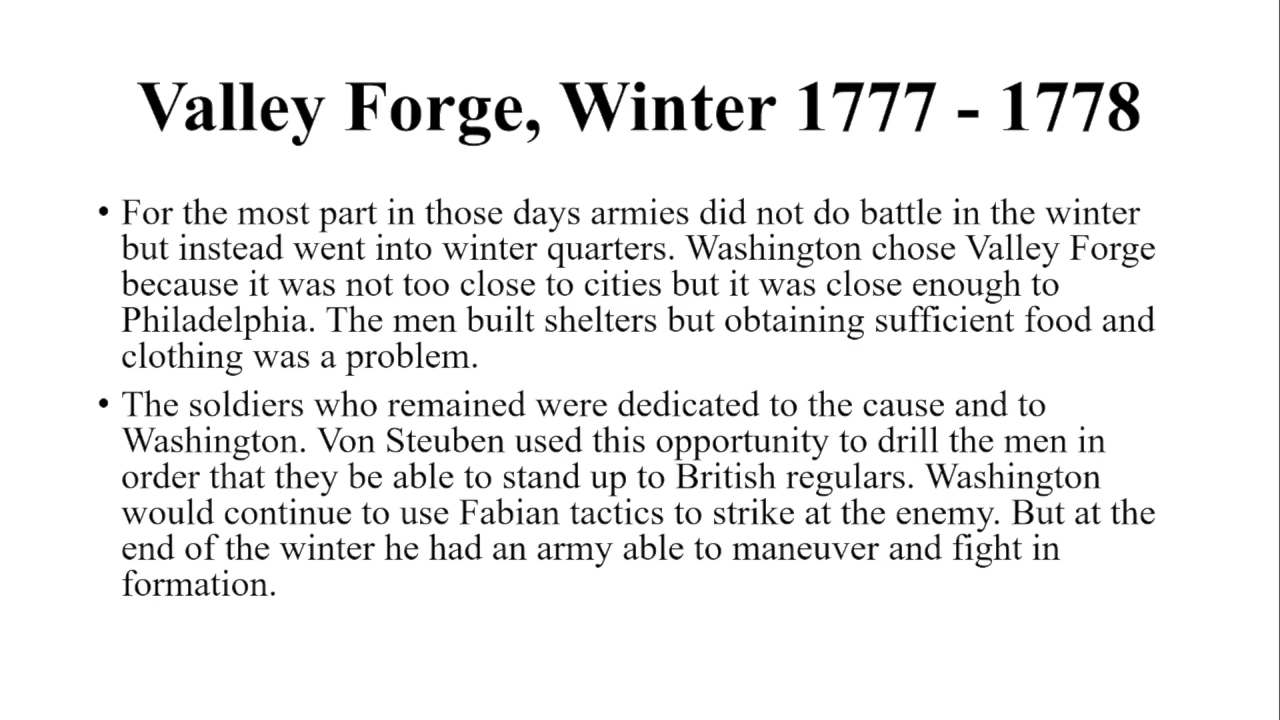 Valley Forge, Winter 1777 - 1778
• For the most part in those days armies did not do battle in the winter
but instead went into winter quarters. Washington chose Valley Forge
because it was not too close to cities but it was close enough to
Philadelphia. The men built shelters but obtaining sufficient food and
clothing was a problem.
• The soldiers who remained were dedicated to the cause and to
Washington. Von Steuben used this opportunity to drill the men in
order that they be able to stand up to British regulars. Washington
would continue to use Fabian tactics to strike at the enemy. But at the
end of the winter he had an army able to maneuver and fight in
formation.